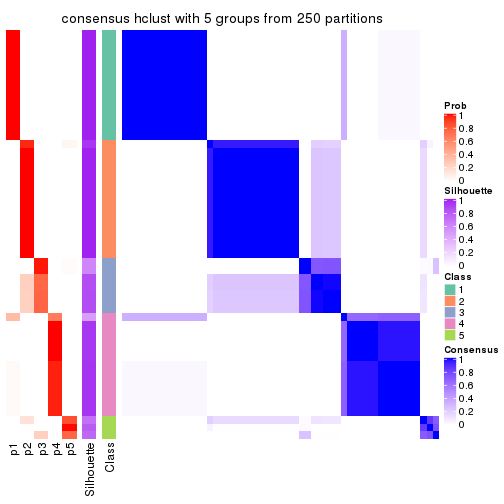 consensus hclust with 5 groups from 250 partitions
Prob
1
0.8
0.6
0.4
0.2
0
Silhouette
1
0.8
0.6
0.4
0.2
0
Class
1
2
3
4
5
Consensus
1
0.8
0.6
0.4
0.2
0
p1
p2
p3
p4
p5
Silhouette
Class